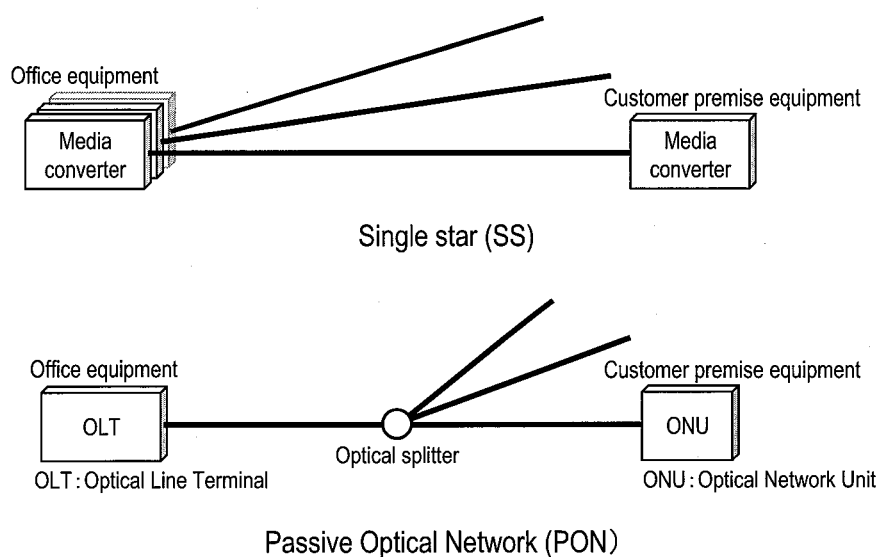 Office equipment
Customer premise equipment
Media
converter
Media
converter
Single star (SS)
Office equipment
Customer premise equipment
OLT
ONU
Optical splitter
OLT : Optical Line Terminal
ONU : Optical Network Unit
Passive Optical Network (PON)